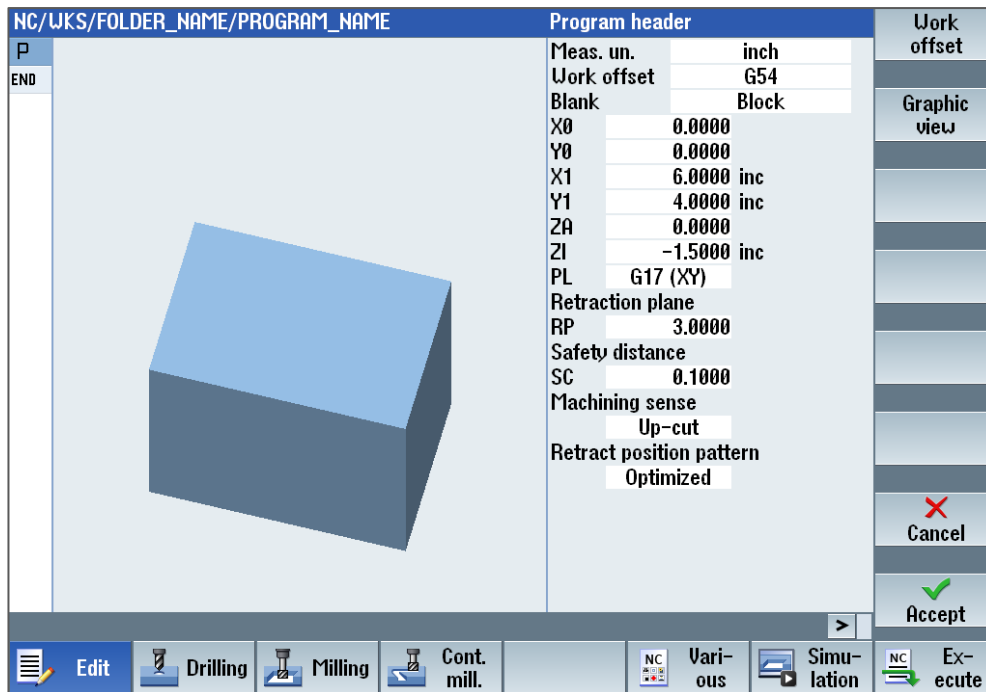 NC/WKS/FOLDER_NAME/PROGRAM_NAME
Program header
P
END
Meas. un. inch
Work offset G54
Blank Block
X0 0.0000
Y0 0.0000
X1 6.0000 inc
Y1 4.0000 inc
ZA 0.0000
ZI -1.5000 inc
PL G17 (XY)
Retraction plane
RP 3.0000
Safety distance
SC 0.1000
Machining sense
Up-cut
Retract position pattern
Optimized
>
Work
offset
Graphic
view
Cancel
Accept
Edit
Drilling
Milling
Cont.
mill.
NC
Vari-
ous
Simu-
lation
NC
Ex-
ecute